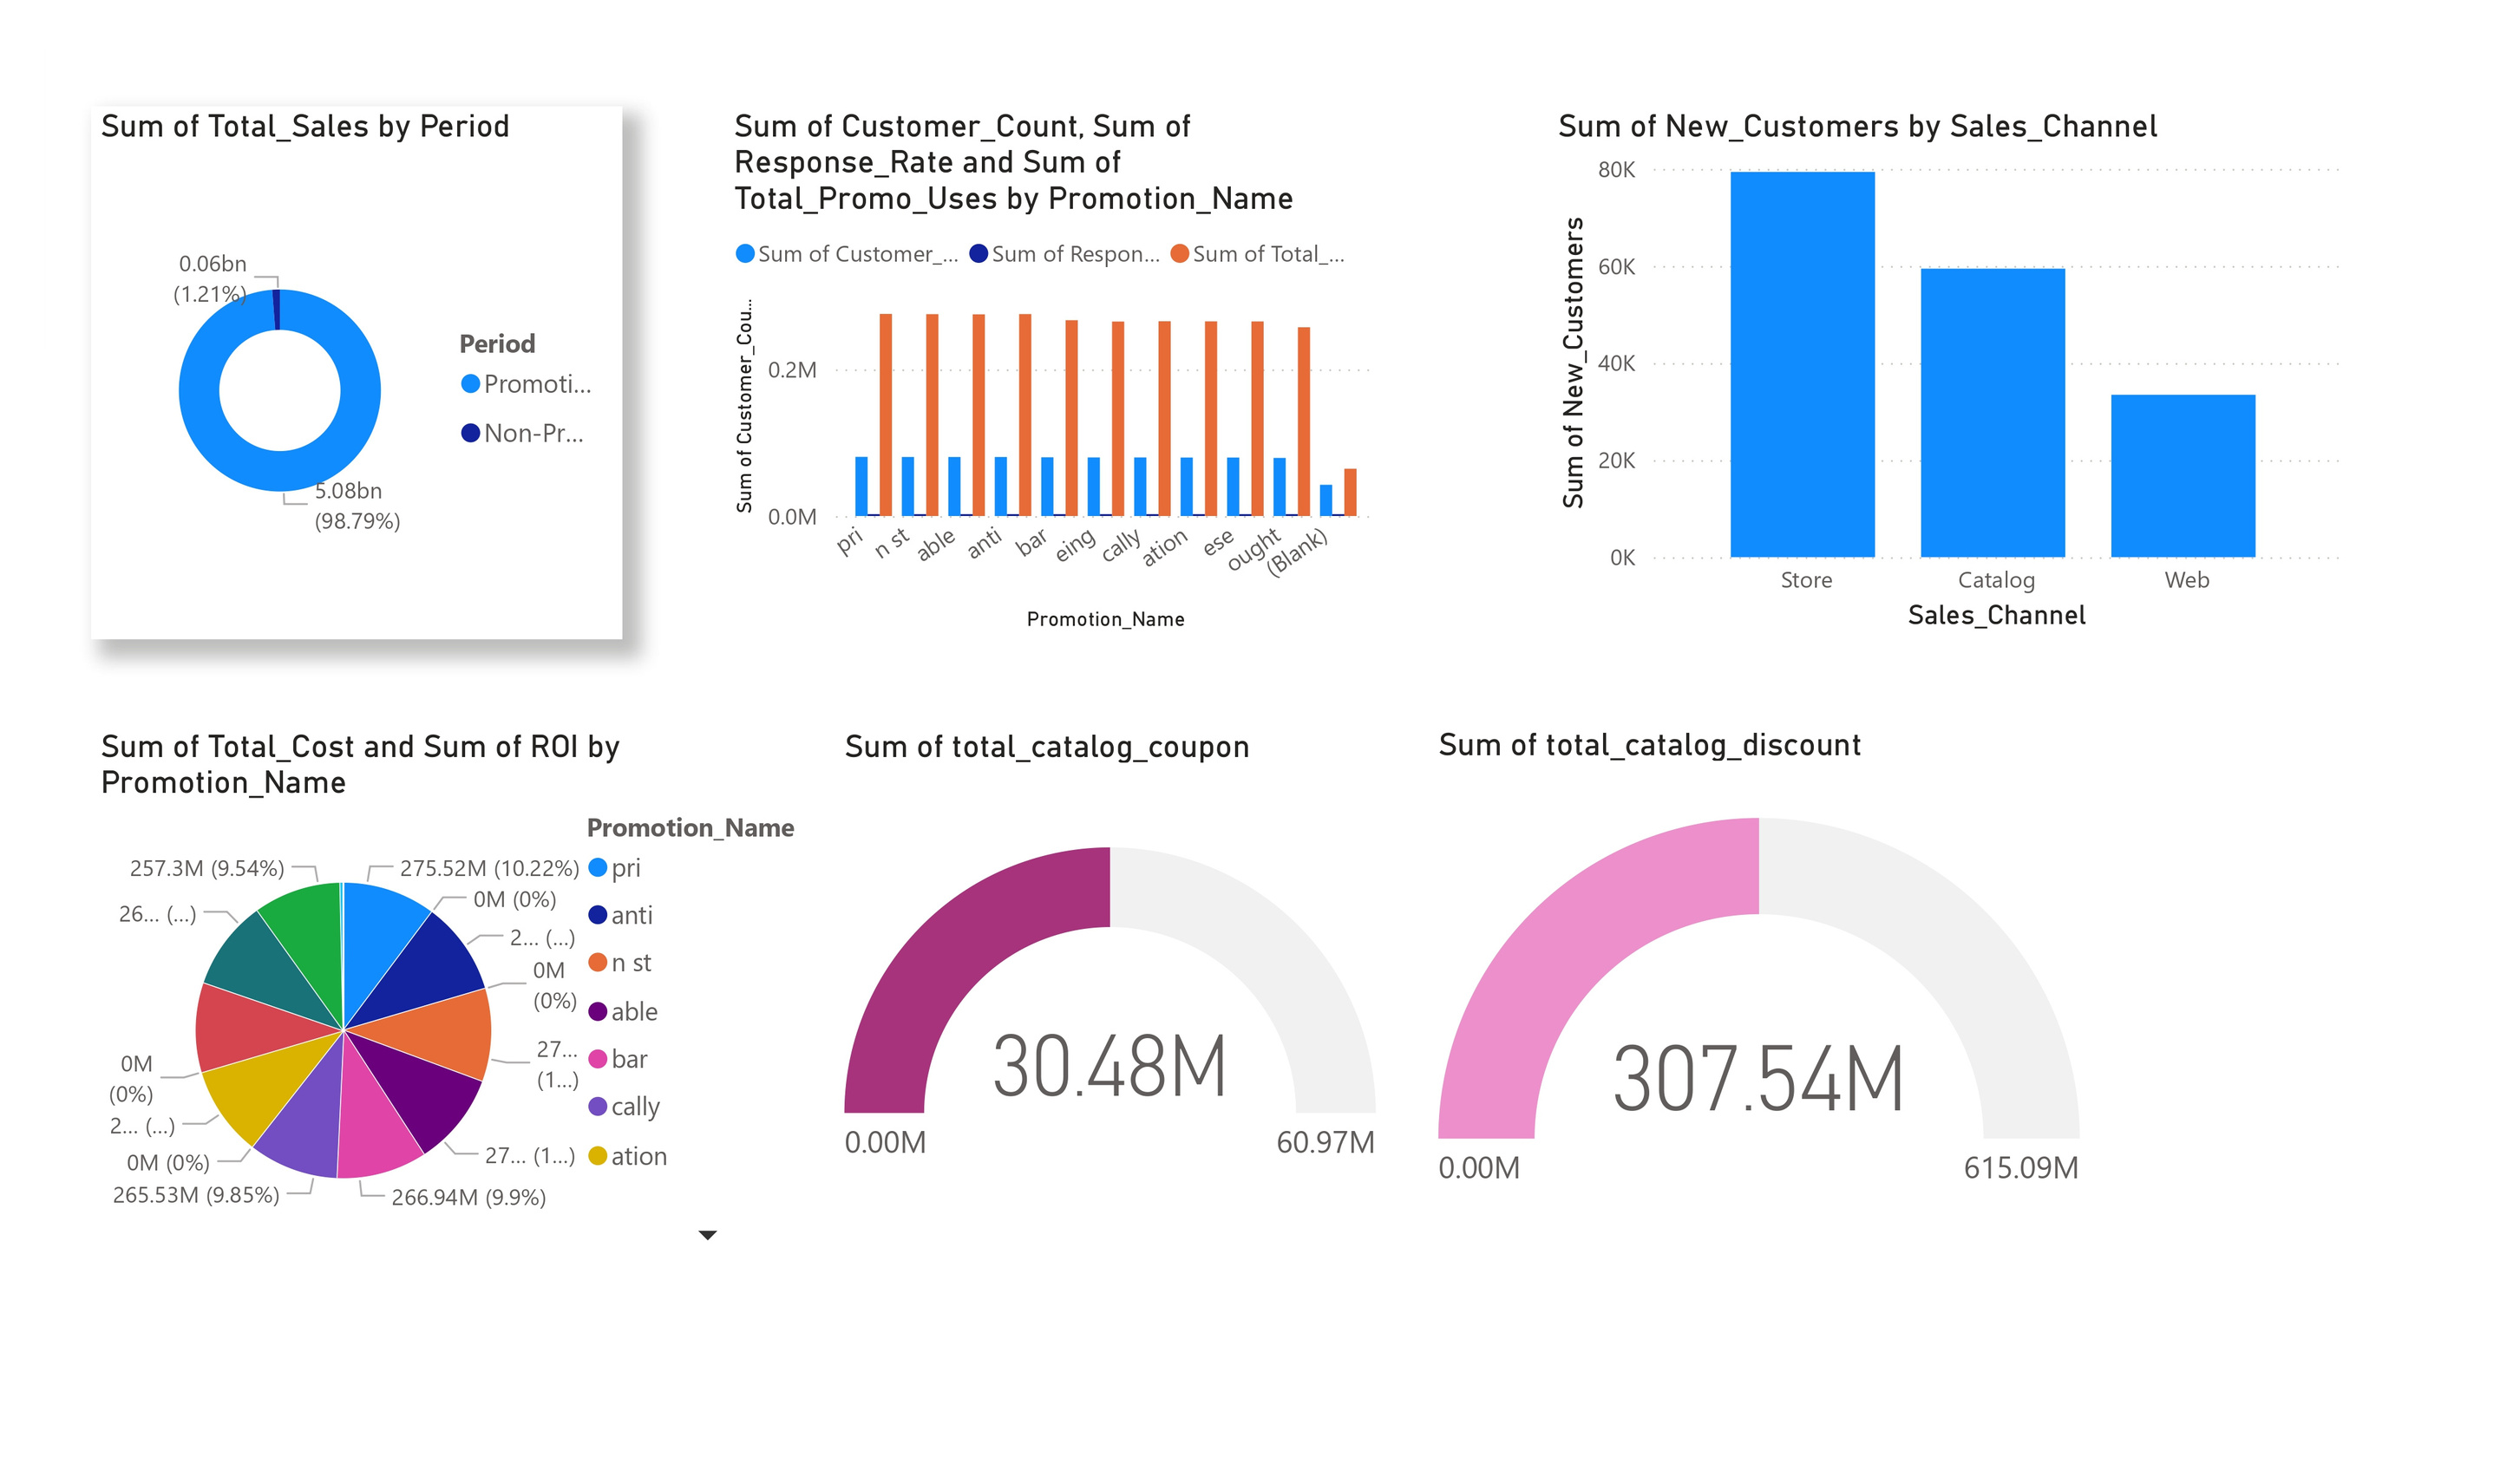 Sum of Total_Sales by Period
0.06bn
(1.21%)
Period
Promoti...
Non-Pr...
5.08bn
(98.79%)
Sum of Customer_Count, Sum of
Response_Rate and Sum of
Total_Promo_Uses by Promotion_Name
Sum of Customer_... Sum of Respon... Sum of Total_...
Sum of Customer_Cou...
0.2M
0.0M
pri
n st
able
anti
bar
eing
cally
ation
ese
ought
(Blank)
Promotion_Name
Sum of New_Customers by Sales_Channel
Sum of New_Customers
80K
60K
40K
20K
0K
Store Catalog Web
Sales_Channel
Sum of Total_Cost and Sum of ROI by
Promotion_Name
257.3M (9.54%)
275.52M (10.22%)
0M (0%)
26... (...)
2... (...)
0M
(0%)
27...
(1...)
0M
(0%)
2... (...)
0M (0%)
27... (1...)
265.53M (9.85%)
266.94M (9.9%)
Promotion_Name
pri
anti
n st
able
bar
cally
ation
Sum of total_catalog_coupon
30.48M
0.00M 60.97M
Sum of total_catalog_discount
307.54M
0.00M 615.09M